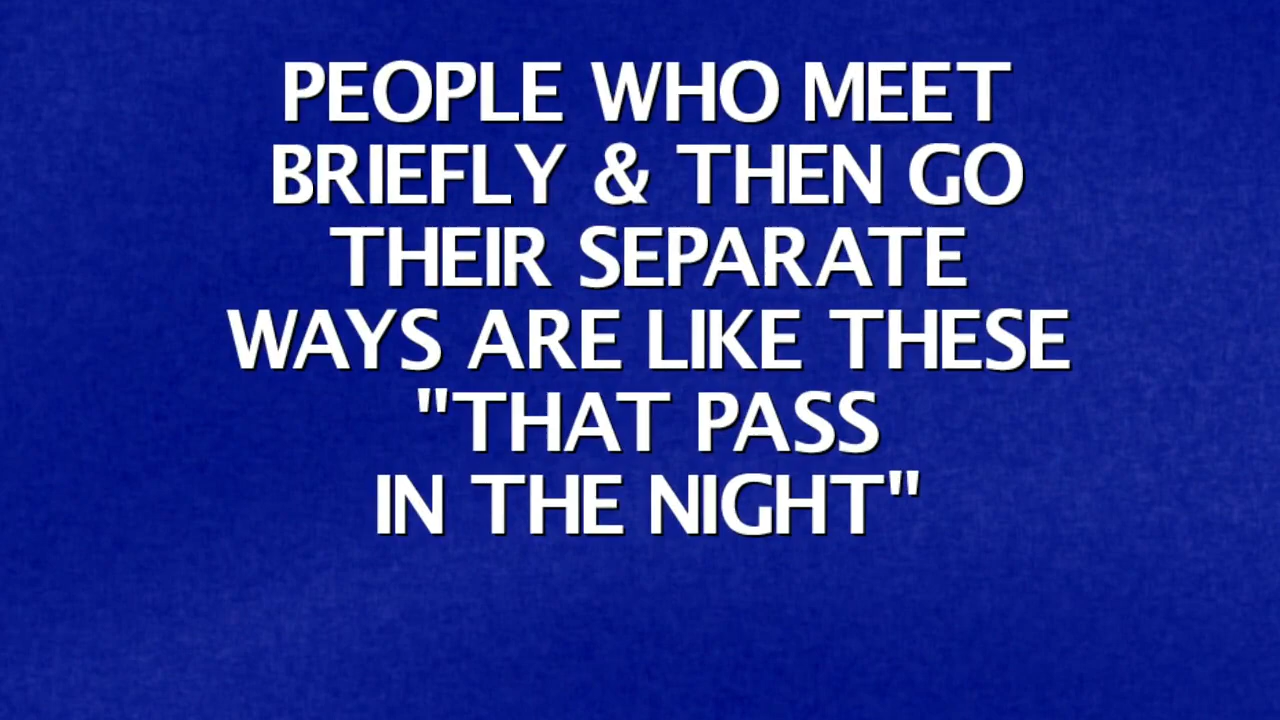 PEOPLE WHO MEET
BRIEFLY & THEN GO
THEIR SEPARATE
WAYS ARE LIKE THESE
"THAT PASS
IN THE NIGHT"